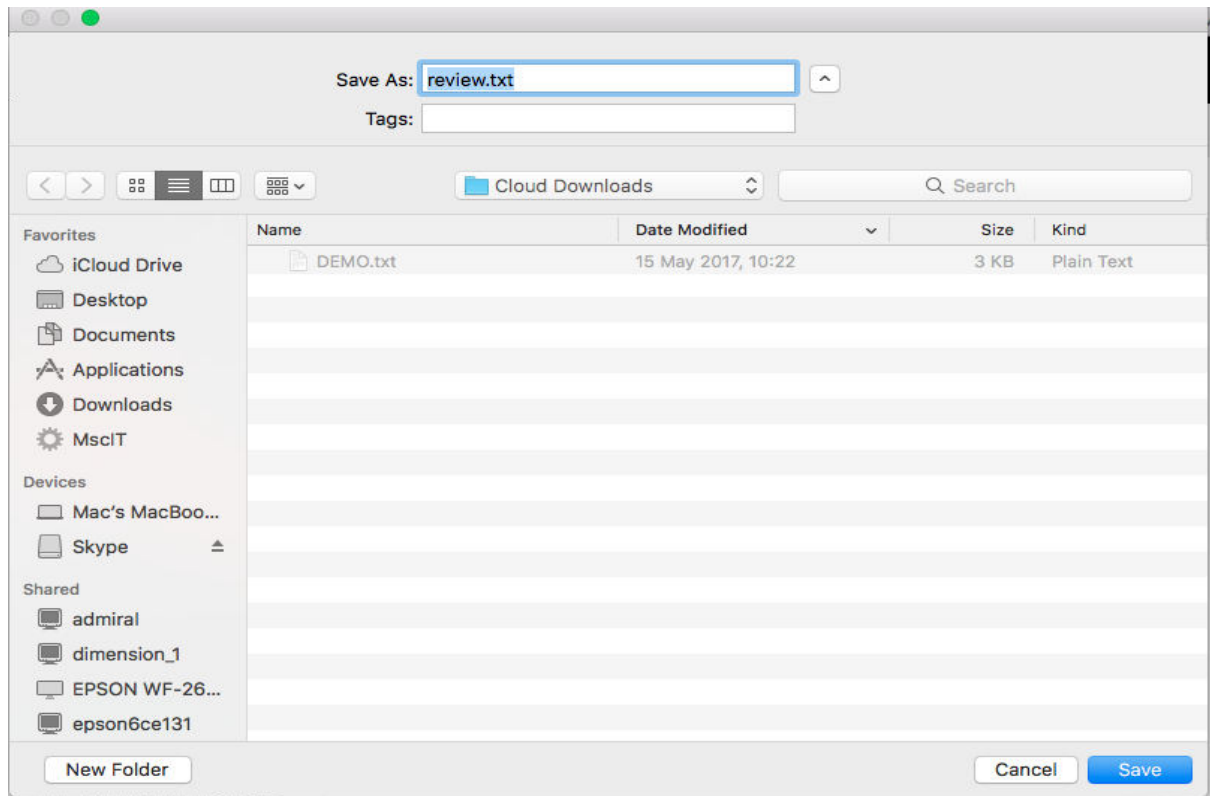 Save As: review.txt
Tags:
Cloud Downloads
Search
Favorites
iCloud Drive
Desktop
Documents
Applications
Downloads
MscIT
Devices
Mac's MacBoo...
Skype
Shared
admiral
dimension_1
EPSON WF-26...
epson6ce131
Name Date Modified Size Kind
DEMO.txt 15 May 2017, 10:22 3 KB Plain Text
New Folder Cancel Save